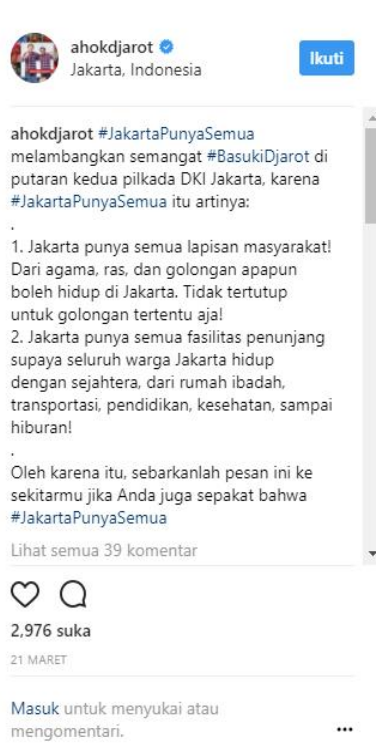 ahokdjarot
Jakarta, Indonesia
Ikuti
ahokdjarot #JakartaPunyaSemua
melambangkan semangat #BasukiDjarot di
putaran kedua pilkada DKI Jakarta, karena
#JakartaPunyaSemua itu artinya:
.
1. Jakarta punya semua lapisan masyarakat!
Dari agama, ras, dan golongan apapun
boleh hidup di Jakarta. Tidak tertutup
untuk golongan tertentu aja!
2. Jakarta punya semua fasilitas penunjang
supaya seluruh warga Jakarta hidup
dengan sejahtera, dari rumah ibadah,
transportasi, pendidikan, kesehatan, sampai
hiburan!
.
Oleh karena itu, sebarkanlah pesan ini ke
sekitarmu jika Anda juga sepakat bahwa
#JakartaPunyaSemua
Lihat semua 39 komentar
2,976 suka
21 MARET
Masuk untuk menyukai atau
mengomentari.